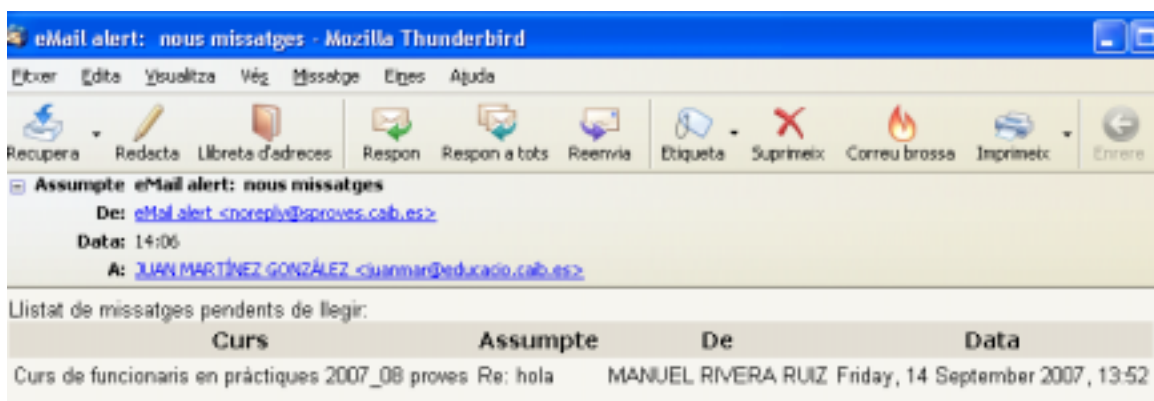 eMail alert: nous missatges - Mozilla Thunderbird
Fitxer Edita Visualitza Vés Missatge Eines Ajuda
Recupera Redacta Llibreta d'adreces Respon Respon a tots Reenvia Etiqueta Suprimeix Correu brossa Imprimeix Enrere
Assumpte eMail alert: nous missatges
De: eMail alert <noreply@sproves.caib.es>
Data: 14:06
A: JUAN MARTÍNEZ GONZÁLEZ <juanmar@educacio.caib.es>
Llistat de missatges pendents de llegir:
Curs Assumpte De Data
Curs de funcionaris en pràctiques 2007_08 proves Re: hola MANUEL RIVERA RUIZ Friday, 14 September 2007, 13:52